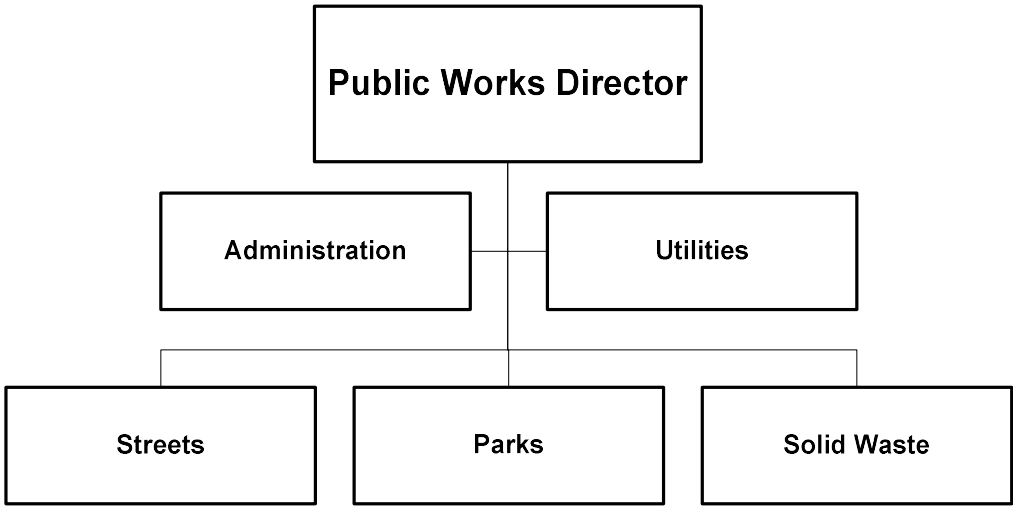 Public Works Director
Administration
Utilities
Streets
Parks
Solid Waste